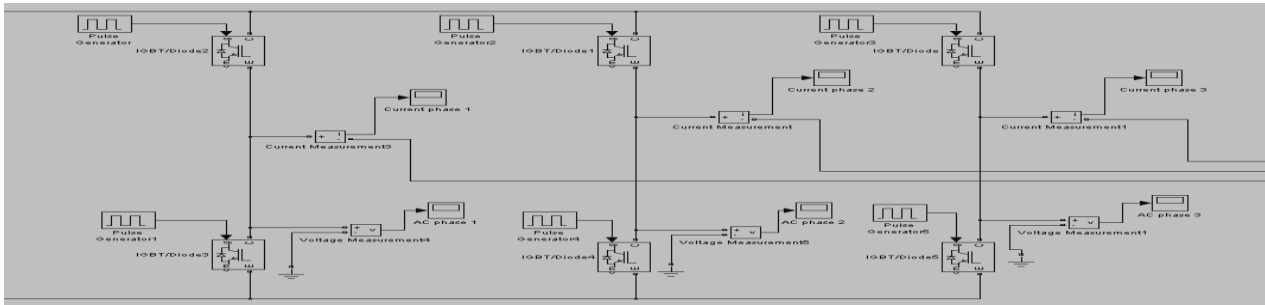 Pulse
Generator
IGBT/Diode2
Pulse
Generator2
IGBT/Diode1
Pulse
Generator3
IGBT/Diode
Current phase 1
Current phase 2
Current phase 3
Current Measurement3
Current Measurement
Current Measurement1
Pulse
Generator1
IGBT/Diode3
AC phase 1
Voltage Measurement4
Pulse
Generator4
IGBT/Diode4
AC phase 2
Voltage Measurement5
Pulse
Generator5
IGBT/Diode5
AC phase 3
Voltage Measurement1